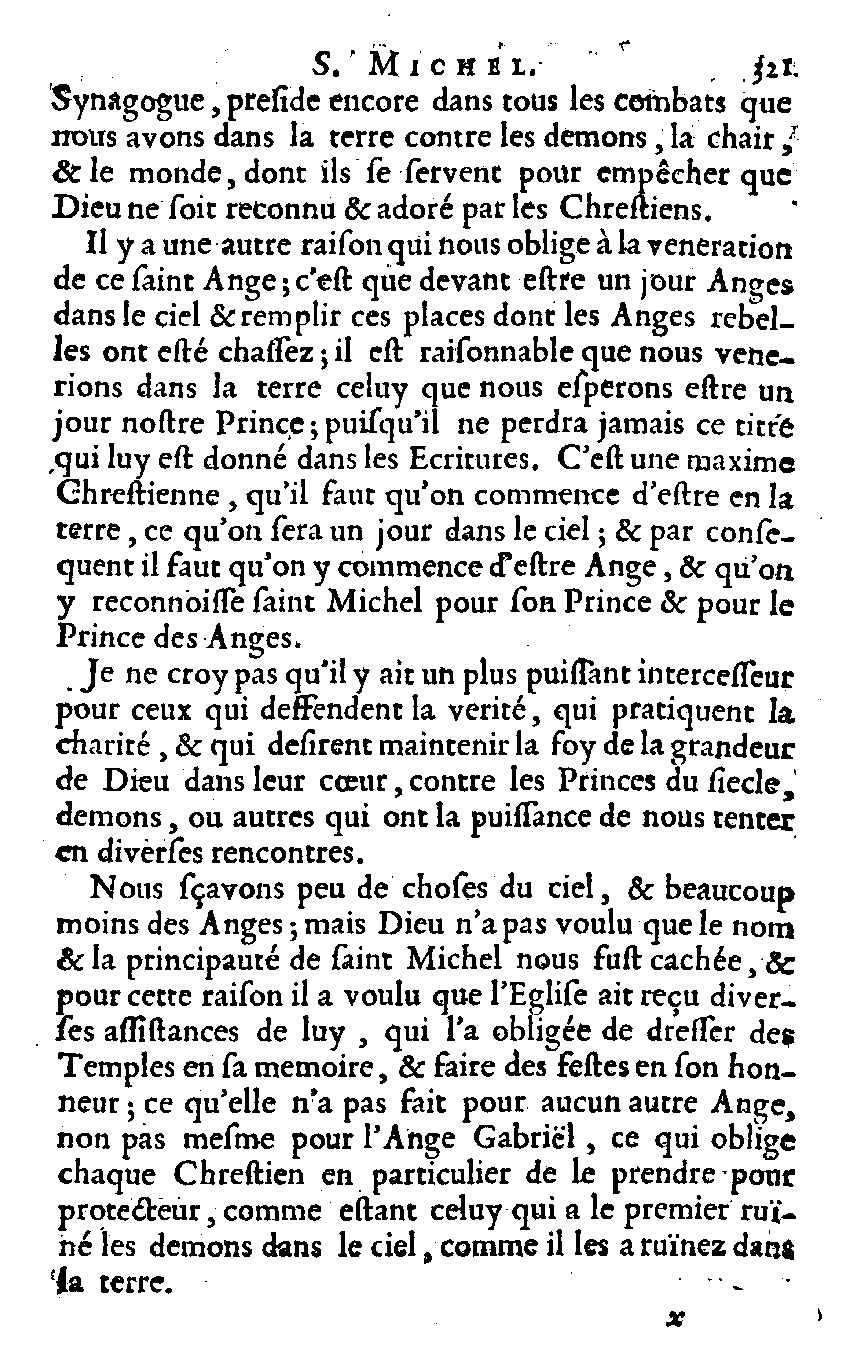 S. MICHEL. 321
Synagogue, preſide encore dans tous les combats que
nous avons dans la terre contre les demons, la chair,
& le monde, dont ils ſe ſervent pour empêcher que
Dieu ne ſoit reconnu & adoré par les Chreſtiens.
Il y a une autre raiſon qui nous oblige à la veneration
de ce ſaint Ange; c'eſt que devant eſtre un jour Anges
dans le ciel & remplir ces places dont les Anges rebel-
les ont eſté chaſſez; il eſt raiſonnable que nous vene-
rions dans la terre celuy que nous eſperons eſtre un
jour noſtre Prince; puiſqu'il ne perdra jamais ce titre
qui luy eſt donné dans les Ecritures. C'eſt une maxime
Chreſtienne, qu'il faut qu'on commence d'eſtre en la
terre, ce qu'on ſera un jour dans le ciel; & par conſe-
quent il faut qu'on y commence d'eſtre Ange, & qu'on
y reconnoiſſe ſaint Michel pour ſon Prince & pour le
Prince des Anges.
Je ne croy pas qu'il y ait un plus puiſſant interceſſeur
pour ceux qui deffendent la verité, qui pratiquent la
charité, & qui deſirent maintenir la foy de la grandeur
de Dieu dans leur cœur, contre les Princes du ſiecle,
demons, ou autres qui ont la puiſſance de nous tenter
en diverſes rencontres.
Nous ſçavons peu de choſes du ciel, & beaucoup
moins des Anges; mais Dieu n'a pas voulu que le nom
& la principauté de ſaint Michel nous fuſt cachée, &
pour cette raiſon il a voulu que l'Egliſe ait reçu diver-
ſes aſſiſtances de luy, qui l'a obligée de dreſſer des
Temples en ſa memoire, & faire des feſtes en ſon hon-
neur; ce qu'elle n'a pas fait pour aucun autre Ange,
non pas meſme pour l'Ange Gabriël, ce qui oblige
chaque Chreſtien en particulier de le prendre pour
protecteur, comme eſtant celuy qui a le premier ruï-
né les demons dans le ciel, comme il les a ruïnez dans
la terre.
x